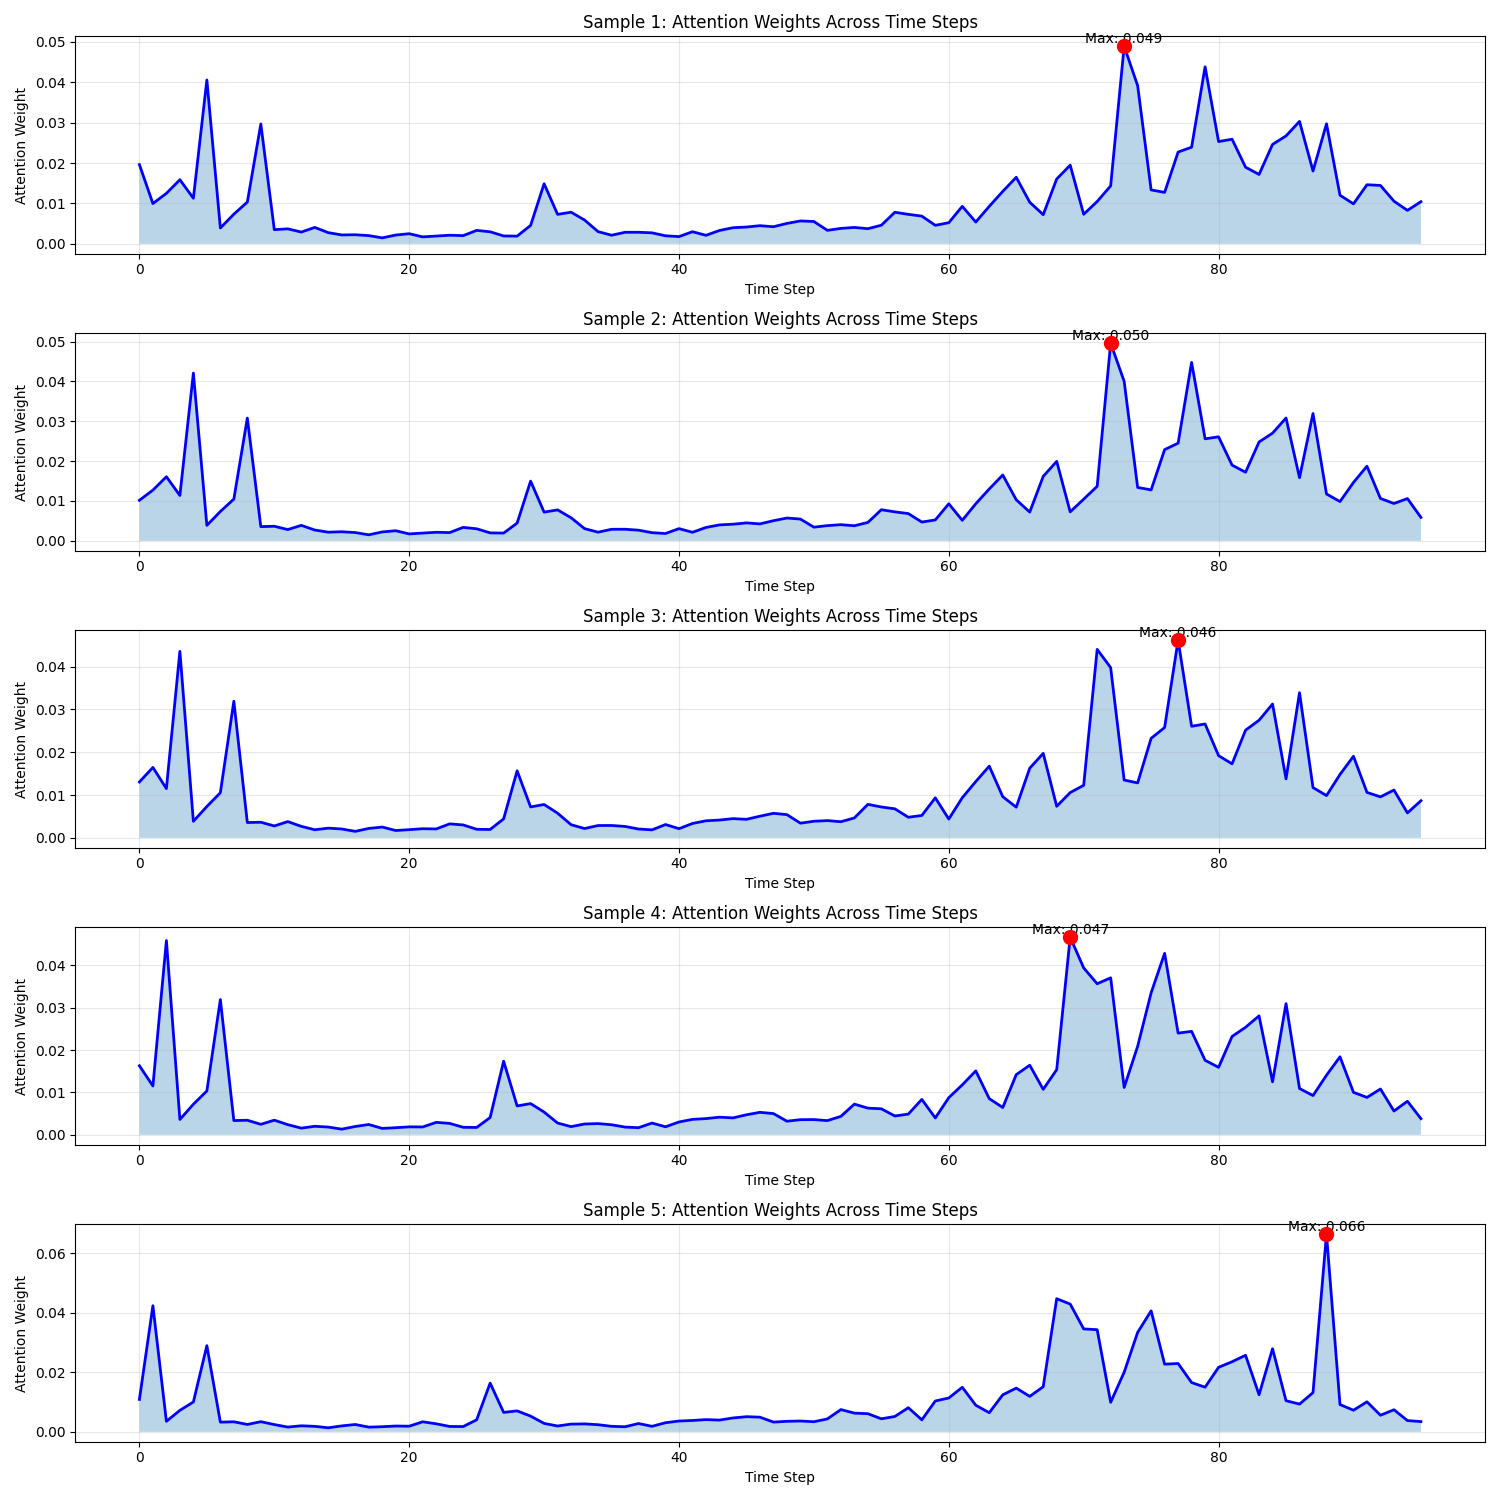 Sample 1: Attention Weights Across Time Steps
Max: 0.049
Attention Weight
0.05
0.04
0.03
0.02
0.01
0.00
0 20 40 60 80
Time Step
Sample 2: Attention Weights Across Time Steps
Max: 0.050
Attention Weight
0.05
0.04
0.03
0.02
0.01
0.00
0 20 40 60 80
Time Step
Sample 3: Attention Weights Across Time Steps
Max: 0.046
Attention Weight
0.04
0.03
0.02
0.01
0.00
0 20 40 60 80
Time Step
Sample 4: Attention Weights Across Time Steps
Max: 0.047
Attention Weight
0.04
0.03
0.02
0.01
0.00
0 20 40 60 80
Time Step
Sample 5: Attention Weights Across Time Steps
Max: 0.066
Attention Weight
0.06
0.04
0.02
0.00
0 20 40 60 80
Time Step